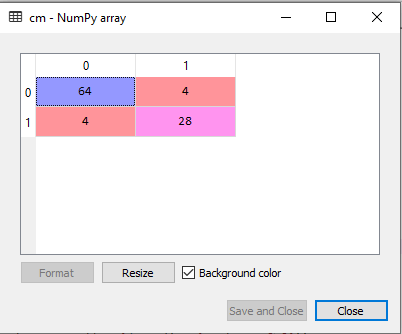 cm - NumPy array
0 1
0 64 4
1 4 28
Format Resize Background color
Save and Close Close